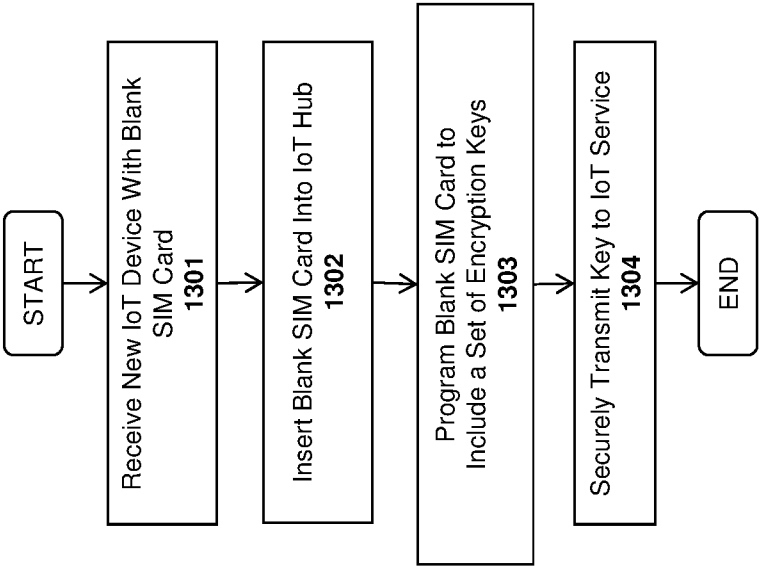 START
Receive New IoT Device With Blank
SIM Card
1301
Insert Blank SIM Card Into IoT Hub
1302
Program Blank SIM Card to
Include a Set of Encryption Keys
1303
Securely Transmit Key to IoT Service
1304
END